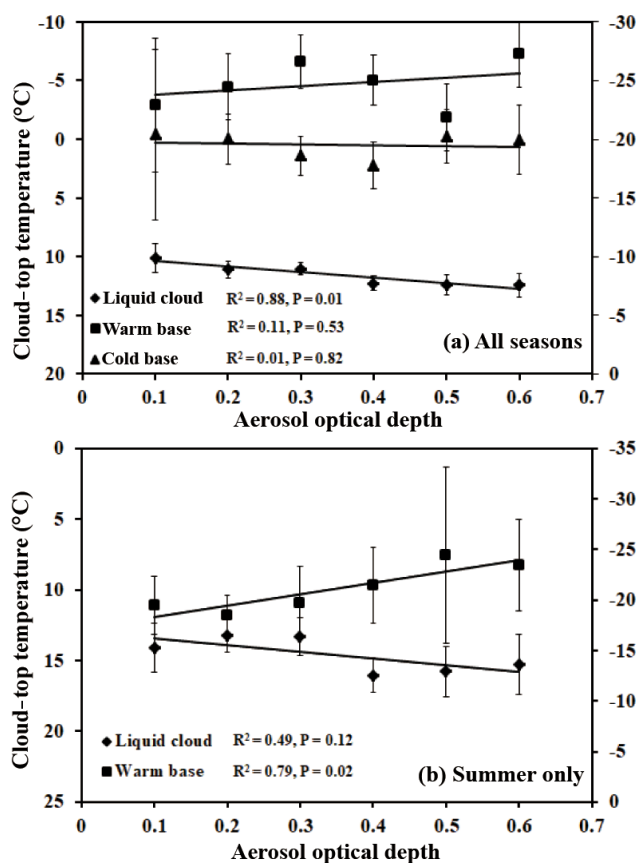 -10
-5
0
5
10
15
20
Cloud-top temperature (°C)
-30
-25
-20
-15
-10
-5
0
◆ Liquid cloud R² = 0.88, P = 0.01
■ Warm base R² = 0.11, P = 0.53
▲ Cold base R² = 0.01, P = 0.82
(a) All seasons
0 0.1 0.2 0.3 0.4 0.5 0.6 0.7
Aerosol optical depth
0
5
10
15
20
25
Cloud-top temperature (°C)
-35
-30
-25
-20
-15
-10
-5
0
◆ Liquid cloud R² = 0.49, P = 0.12
■ Warm base R² = 0.79, P = 0.02
(b) Summer only
0 0.1 0.2 0.3 0.4 0.5 0.6 0.7
Aerosol optical depth